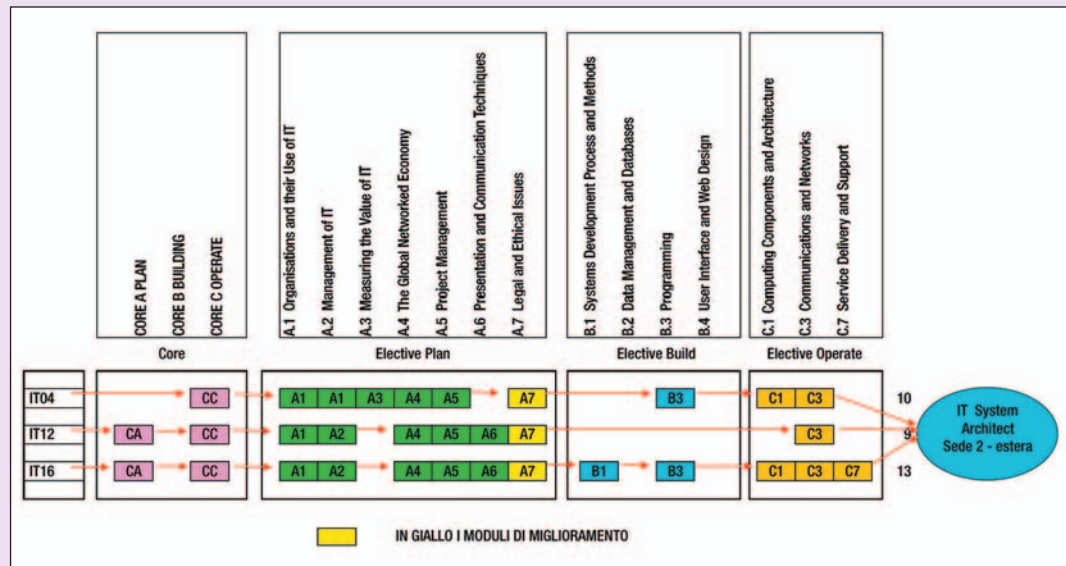 CORE A PLAN
CORE B BUILDING
CORE C OPERATE
A.1 Organisations and their Use of IT
A.2 Management of IT
A.3 Measuring the Value of IT
A.4 The Global Networked Economy
A.5 Project Management
A.6 Presentation and Communication Techniques
A.7 Legal and Ethical Issues
B.1 Systems Development Process and Methods
B.2 Data Management and Databases
B.3 Programming
B.4 User Interface and Web Design
C.1 Computing Components and Architecture
C.3 Communications and Networks
C.7 Service Delivery and Support
Core Elective Plan Elective Build Elective Operate
IT04 CC A1 A1 A3 A4 A5 A7 B3 C1 C3 10
IT12 CA CC A1 A2 A4 A5 A6 A7 C3 9
IT16 CA CC A1 A2 A4 A5 A6 A7 B1 B3 C1 C3 C7 13
IT System
Architect
Sede 2 - estera
IN GIALLO I MODULI DI MIGLIORAMENTO